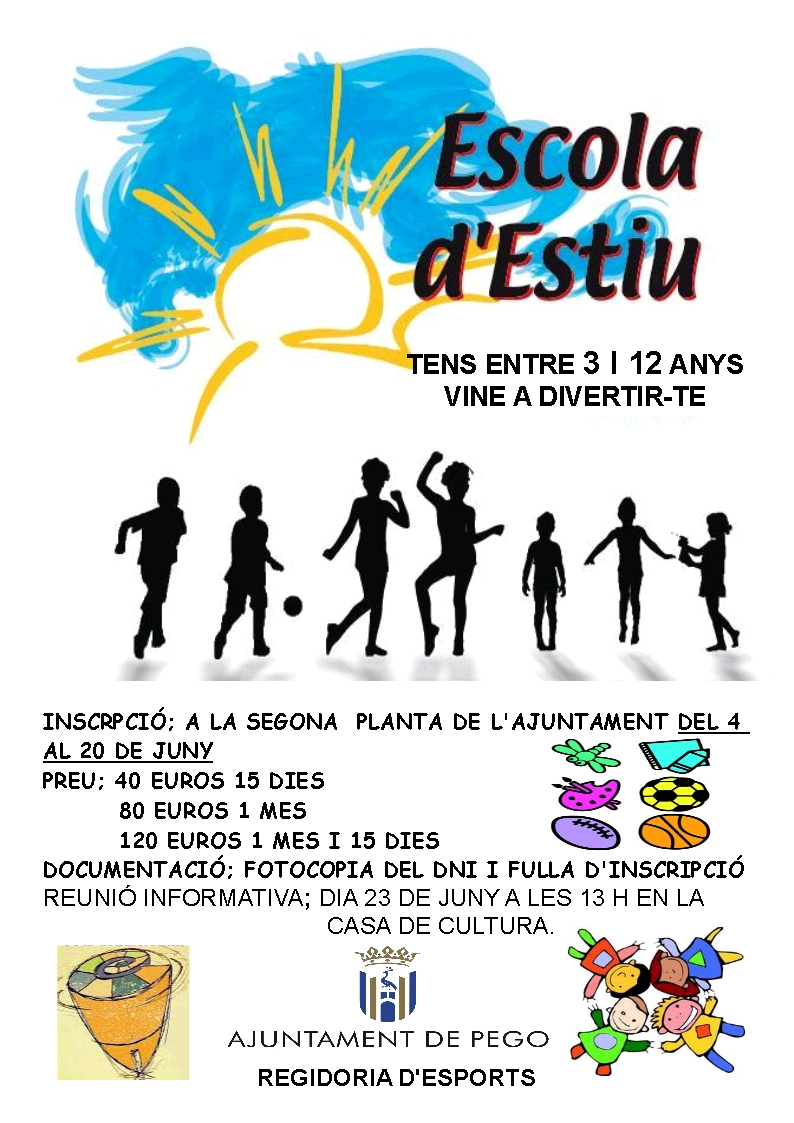 Escola
d'Estiu
TENS ENTRE 3 I 12 ANYS
VINE A DIVERTIR-TE
INSCRPCIÓ; A LA SEGONA PLANTA DE L'AJUNTAMENT DEL 4
AL 20 DE JUNY
PREU; 40 EUROS 15 DIES
80 EUROS 1 MES
120 EUROS 1 MES I 15 DIES
DOCUMENTACIÓ; FOTOCOPIA DEL DNI I FULLA D'INSCRIPCIÓ
REUNIÓ INFORMATIVA; DIA 23 DE JUNY A LES 13 H EN LA
CASA DE CULTURA.
AJUNTAMENT DE PEGO
REGIDORIA D'ESPORTS